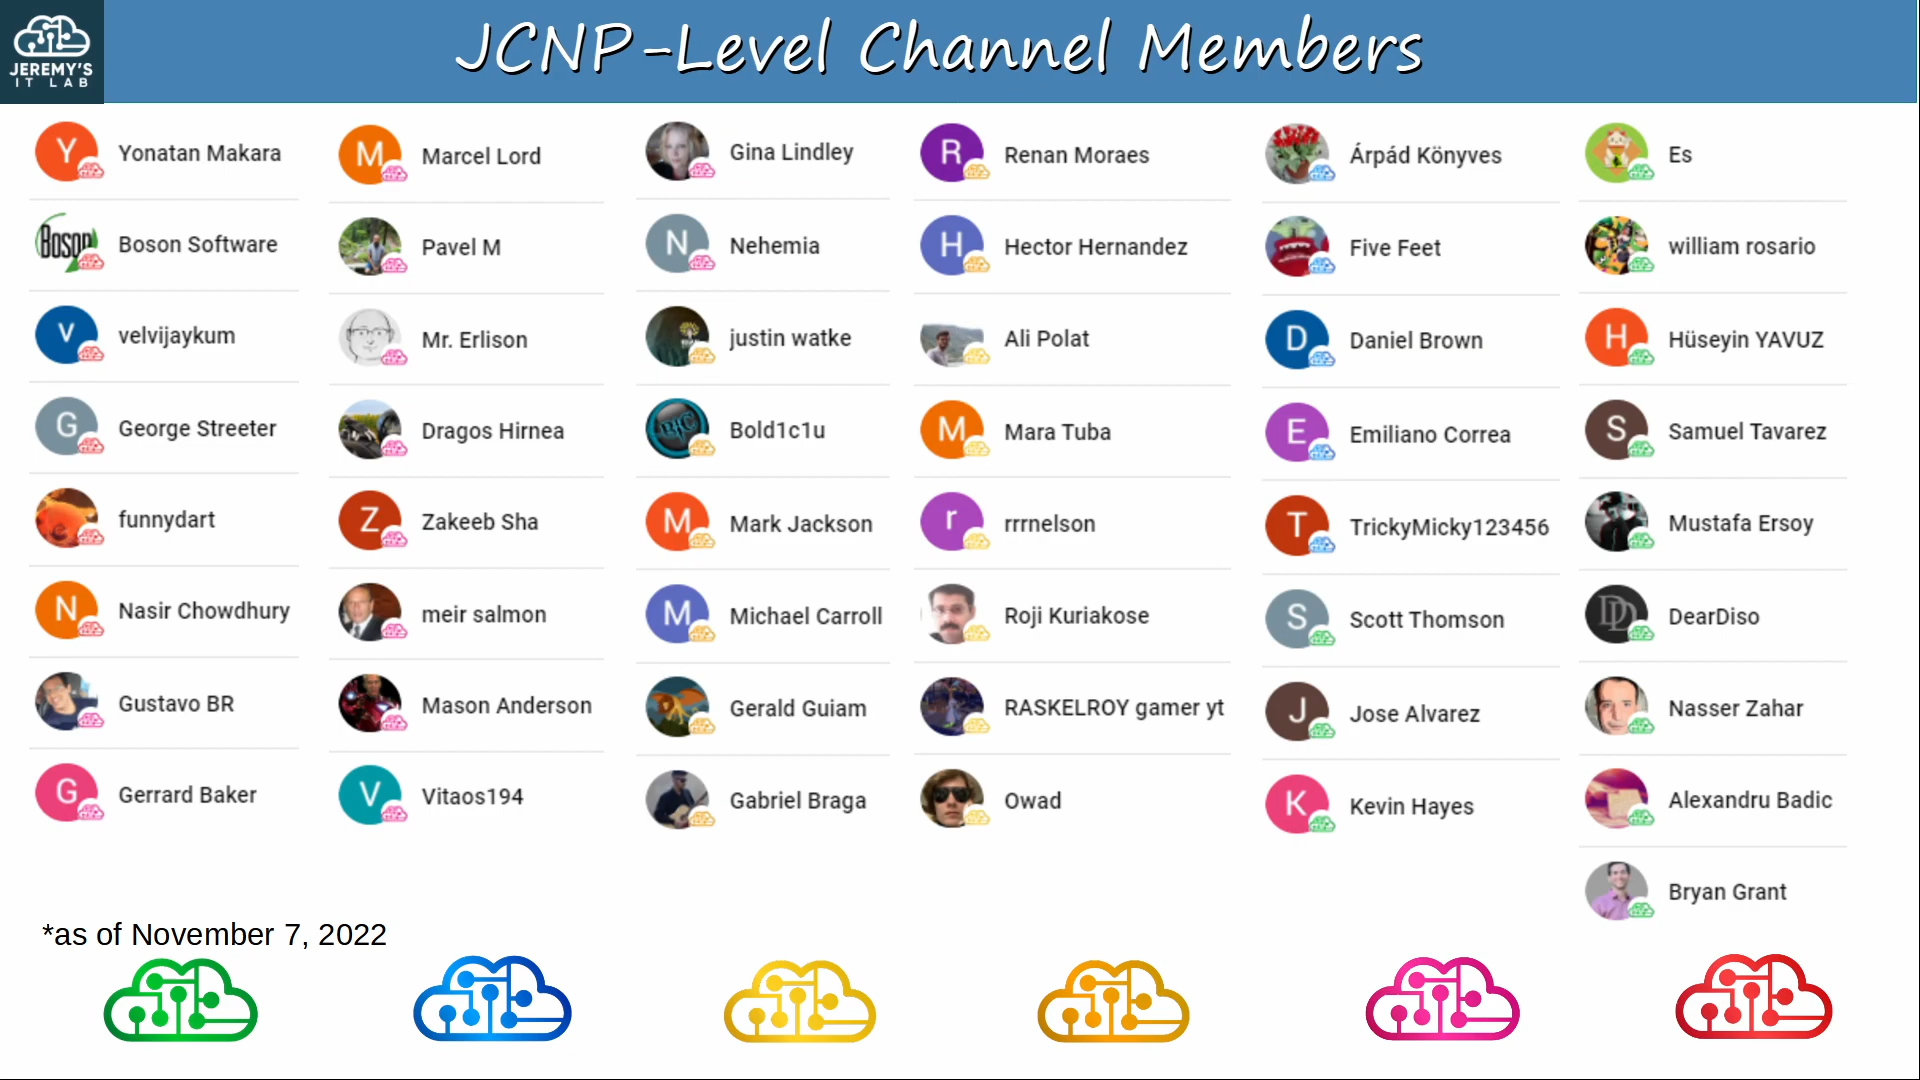 JEREMY'S
IT LAB
JCNP-Level Channel Members
Y Yonatan Makara
Boson Boson Software
v velvijaykum
G George Streeter
funnydart
N Nasir Chowdhury
Gustavo BR
G Gerrard Baker
M Marcel Lord
Pavel M
Mr. Erlison
Dragos Hirnea
Z Zakeeb Sha
meir salmon
Mason Anderson
V Vitaos194
Gina Lindley
N Nehemia
justin watke
Bold1c1u
M Mark Jackson
M Michael Carroll
Gerald Guiam
Gabriel Braga
R Renan Moraes
H Hector Hernandez
Ali Polat
M Mara Tuba
r rrrnelson
Roji Kuriakose
RASKELROY gamer yt
Owad
Árpád Könyves
Five Feet
D Daniel Brown
E Emiliano Correa
T TrickyMicky123456
S Scott Thomson
J Jose Alvarez
K Kevin Hayes
Es
william rosario
H Hüseyin YAVUZ
S Samuel Tavarez
Mustafa Ersoy
DD DearDiso
Nasser Zahar
Alexandru Badic
Bryan Grant
*as of November 7, 2022